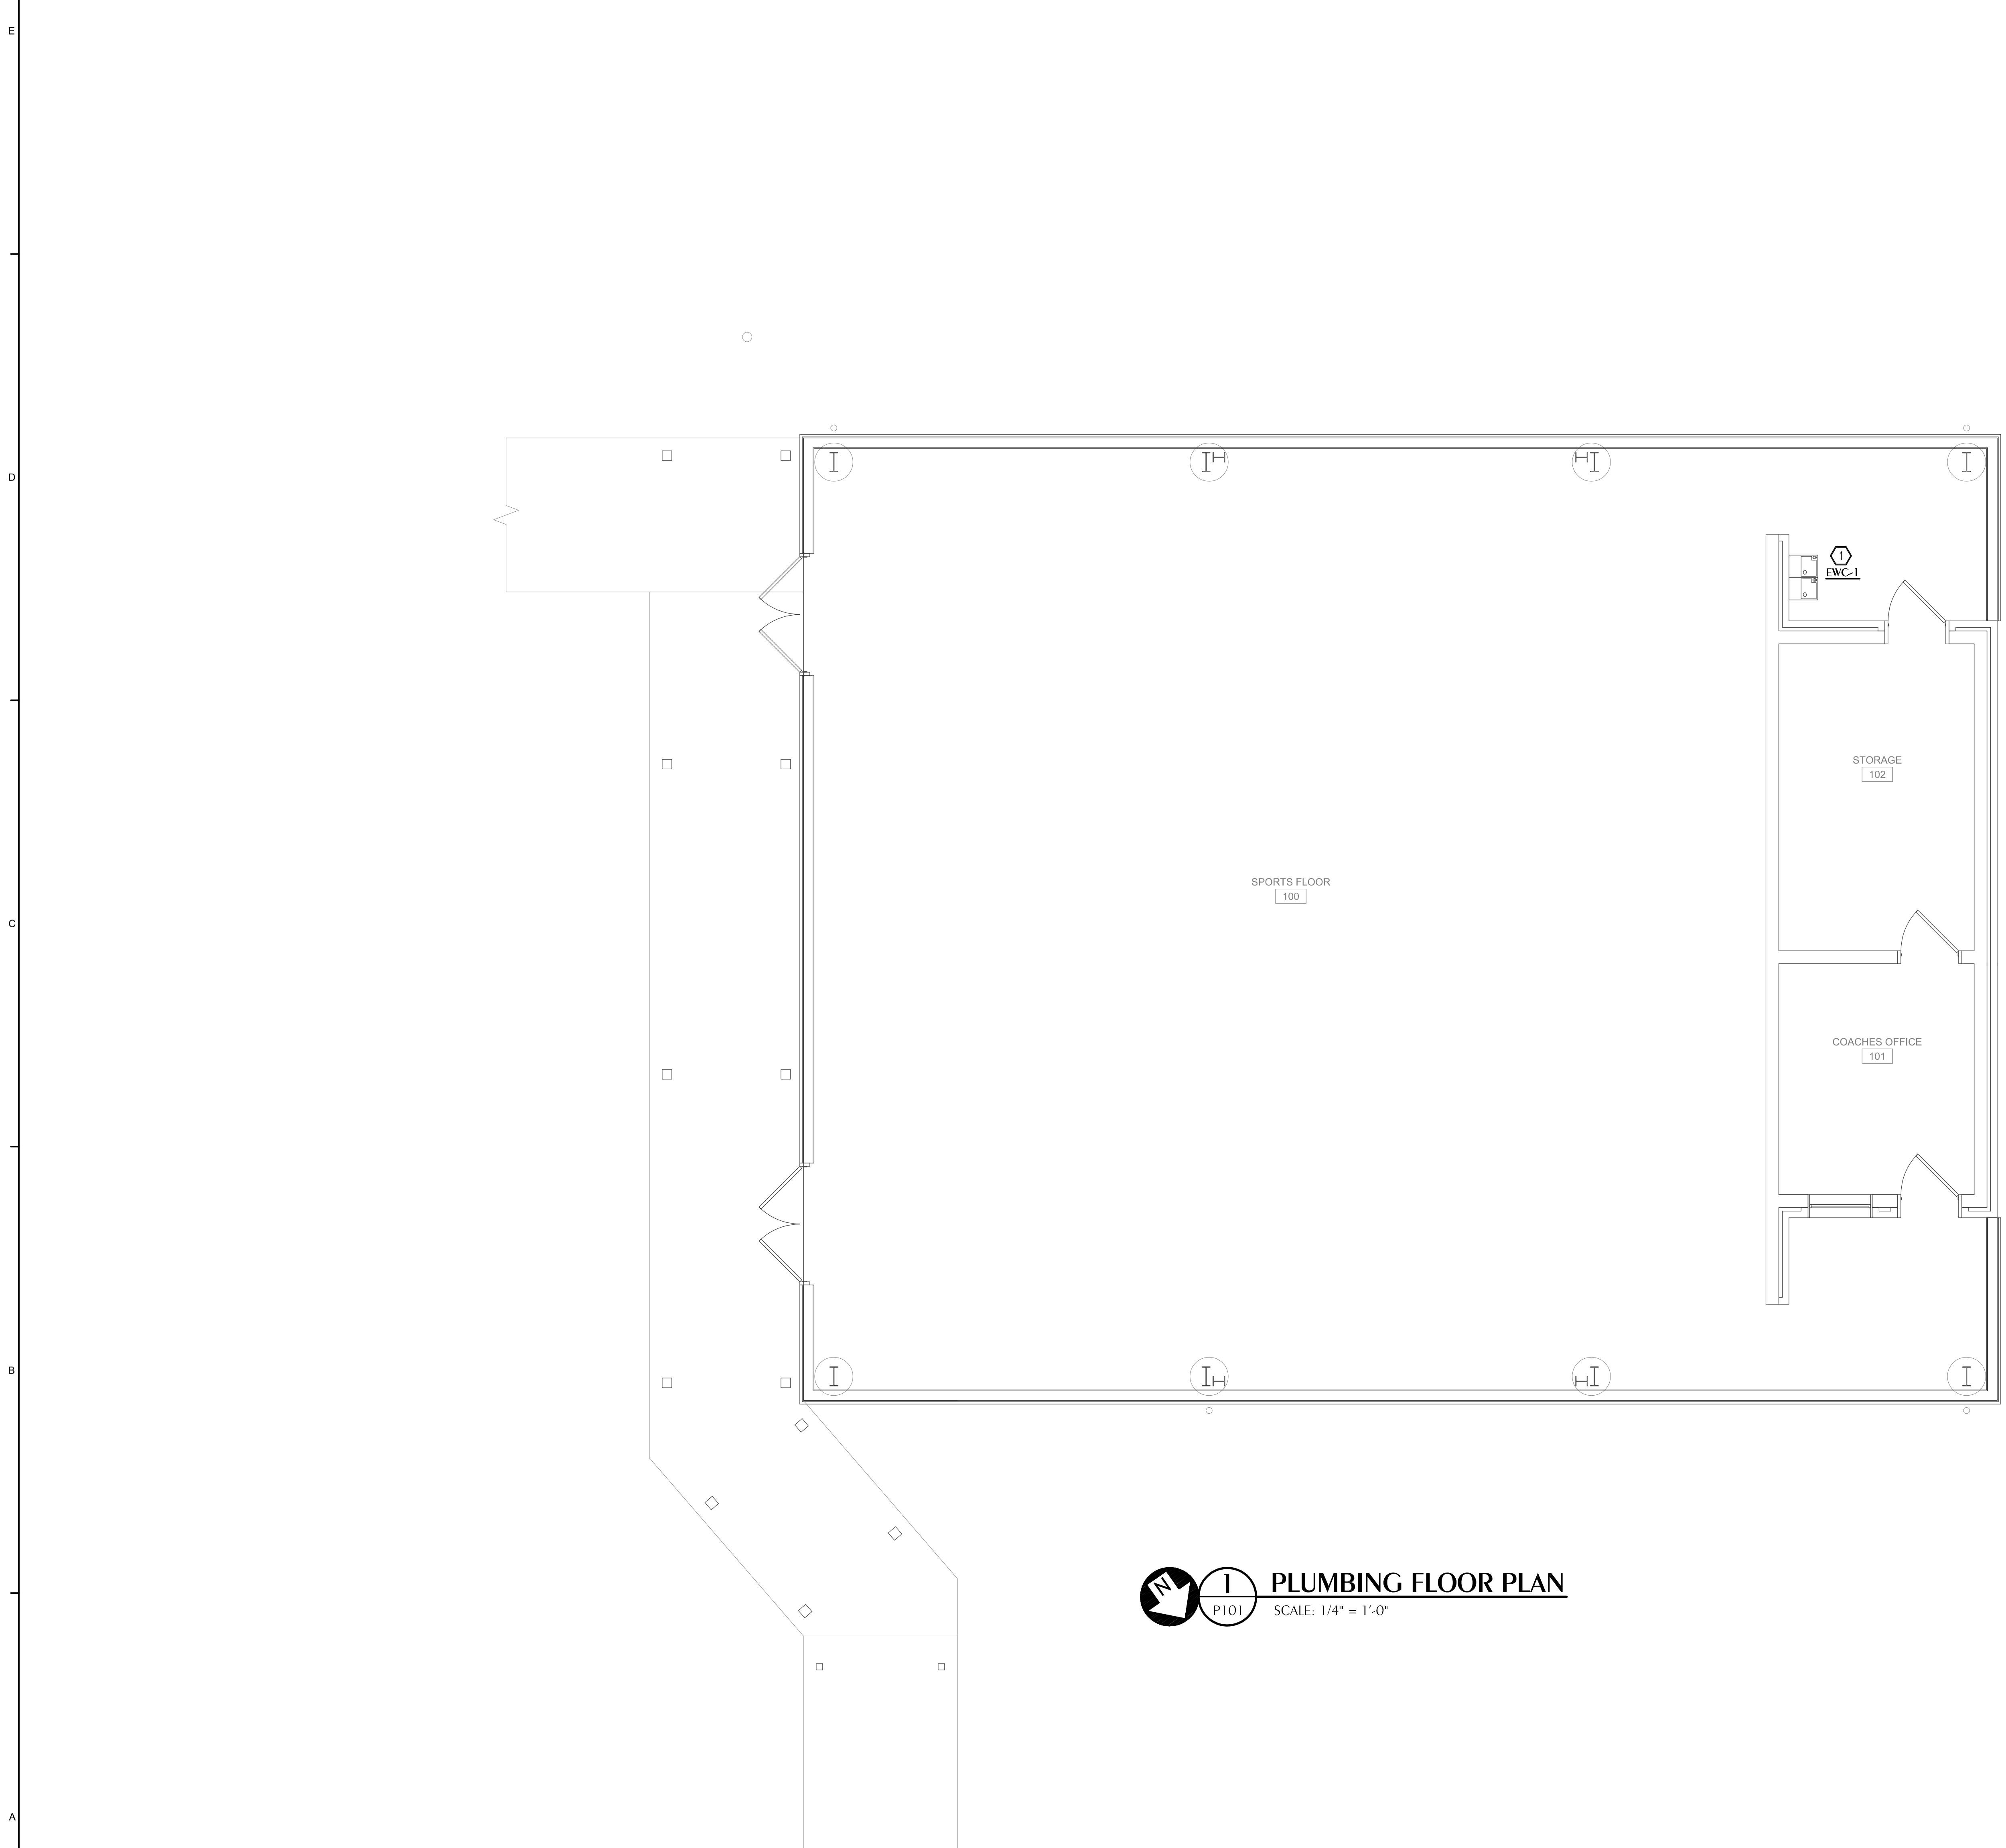 E
D
1
EWC-1
STORAGE
102
SPORTS FLOOR
100
C
COACHES OFFICE
101
B
N
1
PLUMBING FLOOR PLAN
P101
SCALE: 1/4" = 1'-0"
A